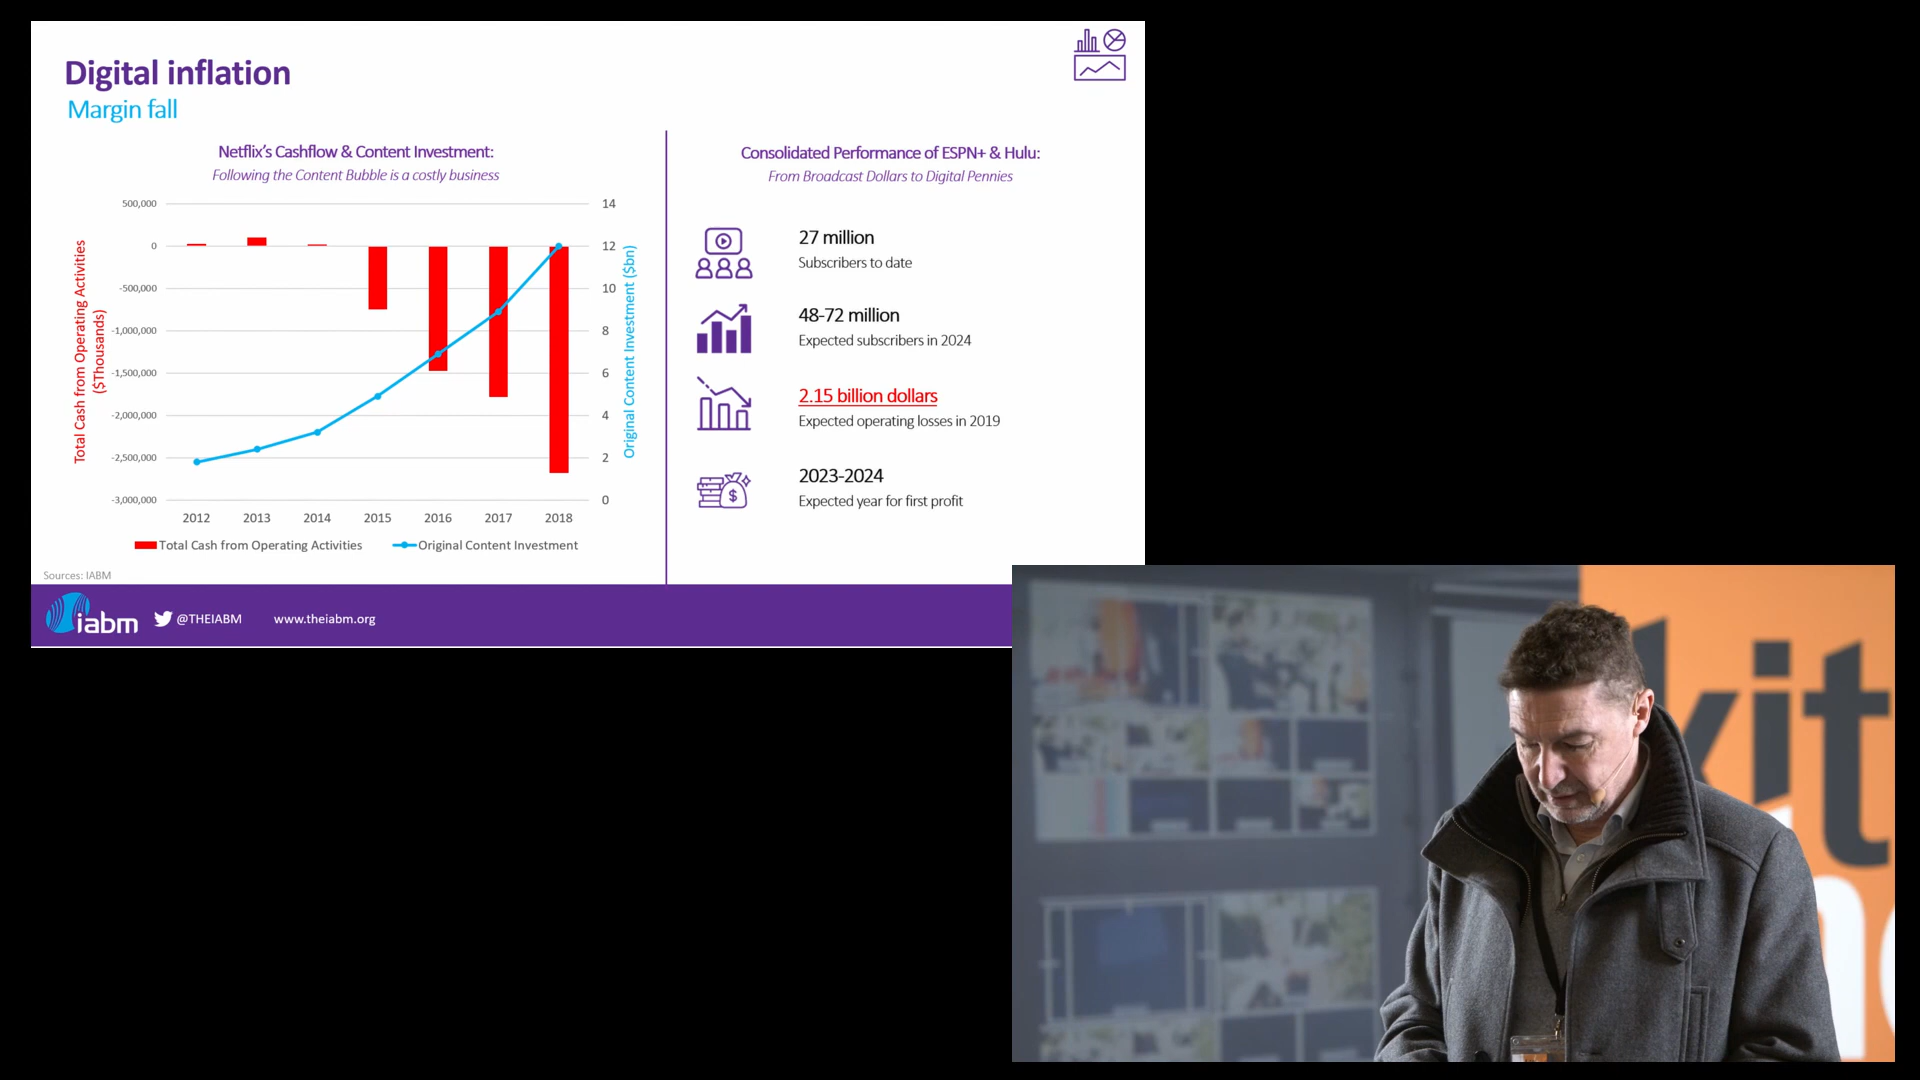 Digital inflation
Margin fall
Netflix's Cashflow & Content Investment:
Following the Content Bubble is a costly business
Total Cash from Operating Activities
($Thousands)
500,000
0
-500,000
-1,000,000
-1,500,000
-2,000,000
-2,500,000
-3,000,000
14
12
10
8
6
4
2
0
Original Content Investment ($bn)
2012 2013 2014 2015 2016 2017 2018
Total Cash from Operating Activities Original Content Investment
Consolidated Performance of ESPN+ & Hulu:
From Broadcast Dollars to Digital Pennies
27 million
Subscribers to date
48-72 million
Expected subscribers in 2024
2.15 billion dollars
Expected operating losses in 2019
2023-2024
Expected year for first profit
Sources: IABM
iabm @THEIABM www.theiabm.org
kit